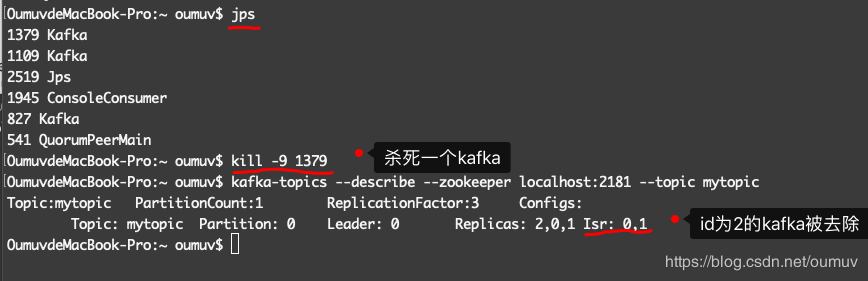 OumuvdeMacBook-Pro:~ oumuv$ jps
1379 Kafka
1109 Kafka
2519 Jps
1945 ConsoleConsumer
827 Kafka
541 QuorumPeerMain
OumuvdeMacBook-Pro:~ oumuv$ kill -9 1379
杀死一个kafka
OumuvdeMacBook-Pro:~ oumuv$ kafka-topics --describe --zookeeper localhost:2181 --topic mytopic
Topic:mytopic PartitionCount:1 ReplicationFactor:3 Configs:
Topic: mytopic Partition: 0 Leader: 0 Replicas: 2,0,1 Isr: 0,1
id为2的kafka被去除
OumuvdeMacBook-Pro:~ oumuv$
https://blog.csdn.net/oumuv